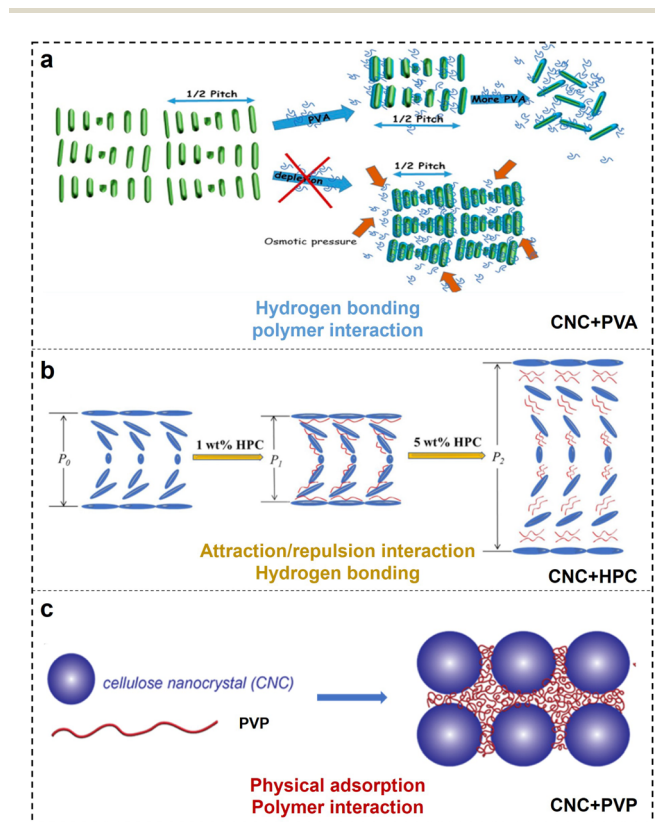 a
1/2 Pitch
PVA
1/2 Pitch
More PVA
depletion
1/2 Pitch
Osmotic pressure
Hydrogen bonding
polymer interaction
CNC+PVA
b
P0
1 wt% HPC
P1
5 wt% HPC
P2
Attraction/repulsion interaction
Hydrogen bonding
CNC+HPC
c
cellulose nanocrystal (CNC)
PVP
Physical adsorption
Polymer interaction
CNC+PVP